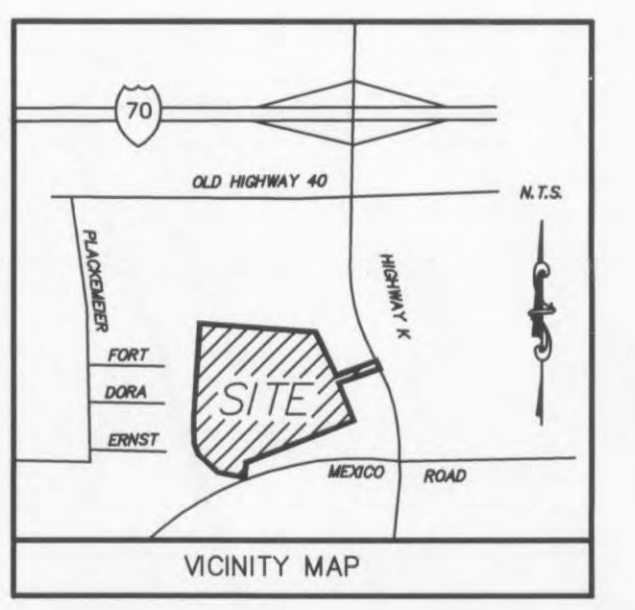 70
OLD HIGHWAY 40
N.T.S.
PLACKEMEIER
HIGHWAY K
FORT
DORA
SITE
ERNST
MEXICO ROAD
VICINITY MAP